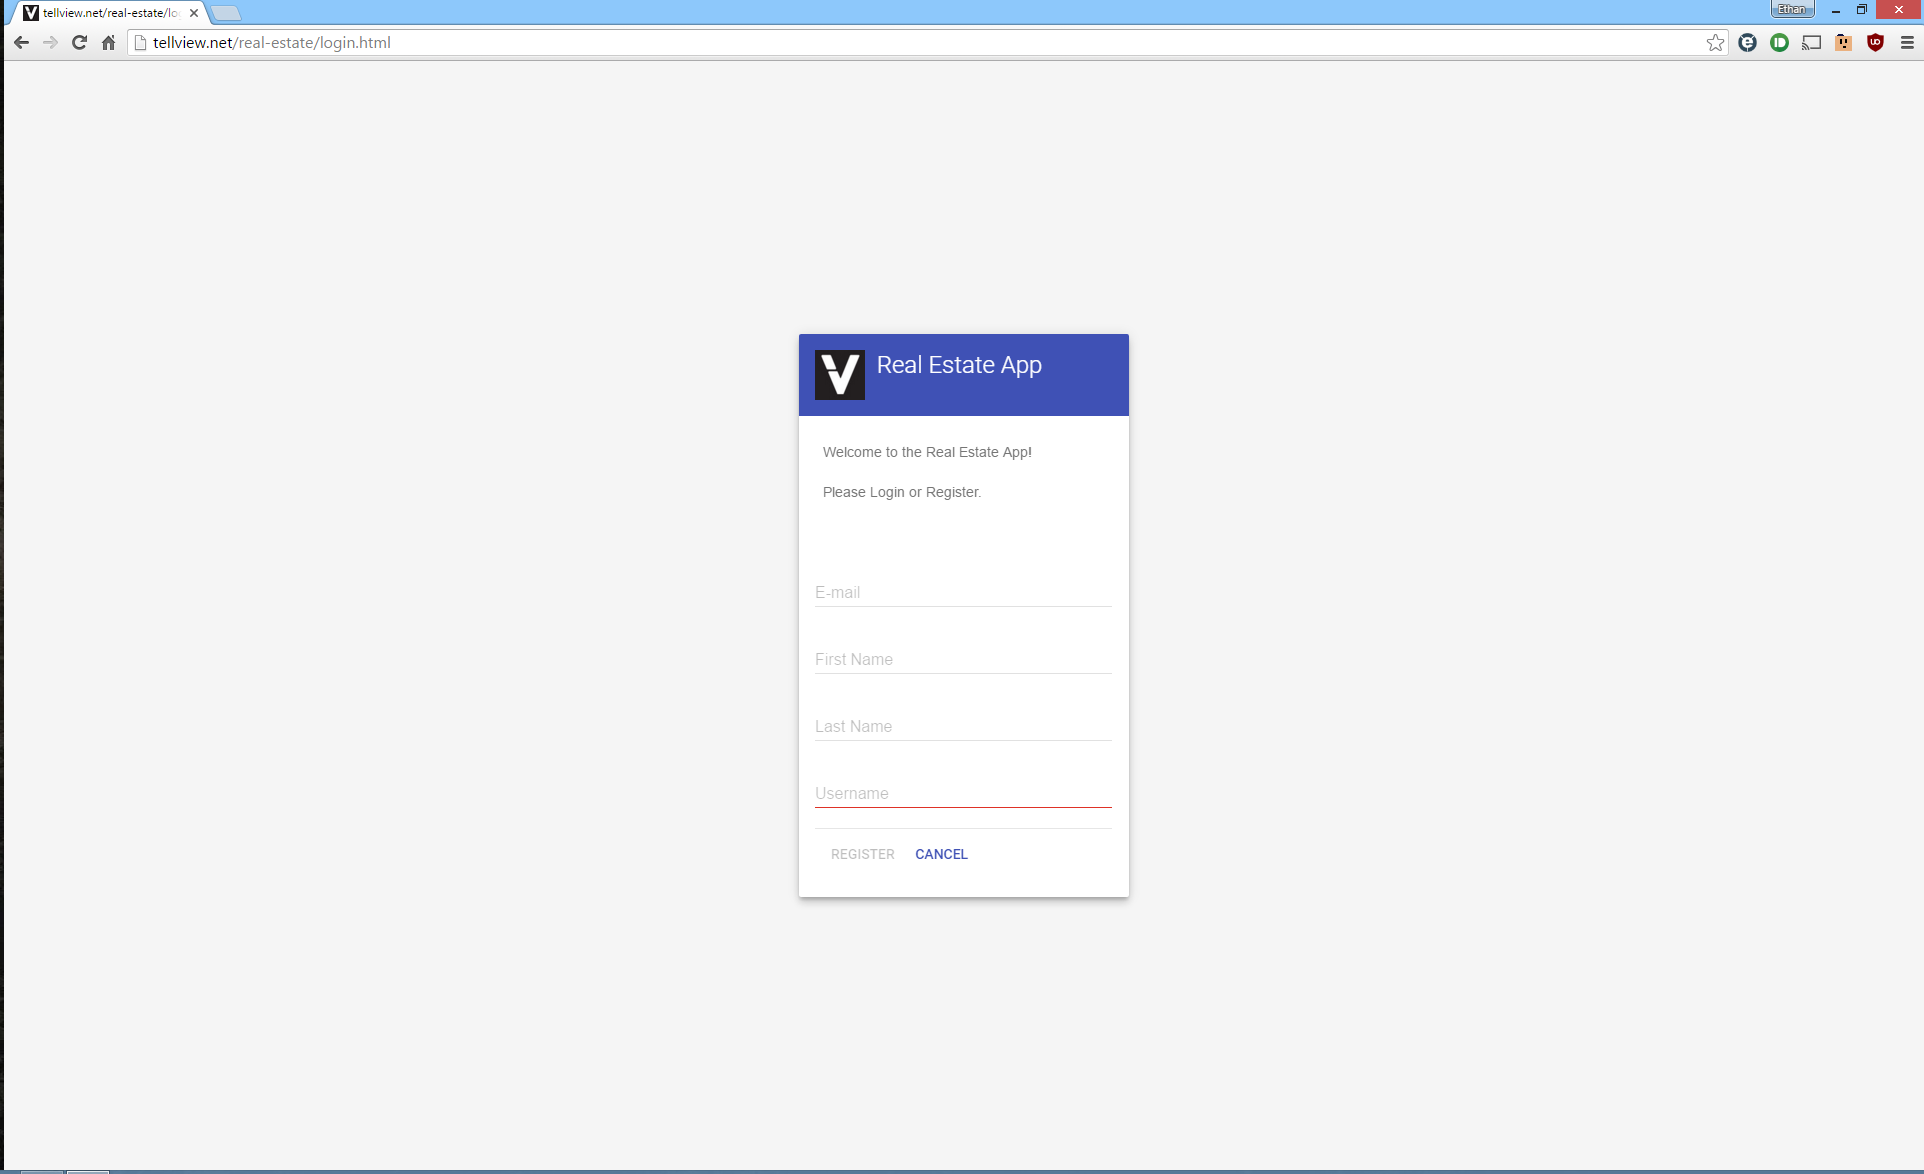 tellview.net/real-estate/lo
Ethan
tellview.net/real-estate/login.html
Real Estate App
Welcome to the Real Estate App!
Please Login or Register.
E-mail
First Name
Last Name
Username
REGISTER CANCEL